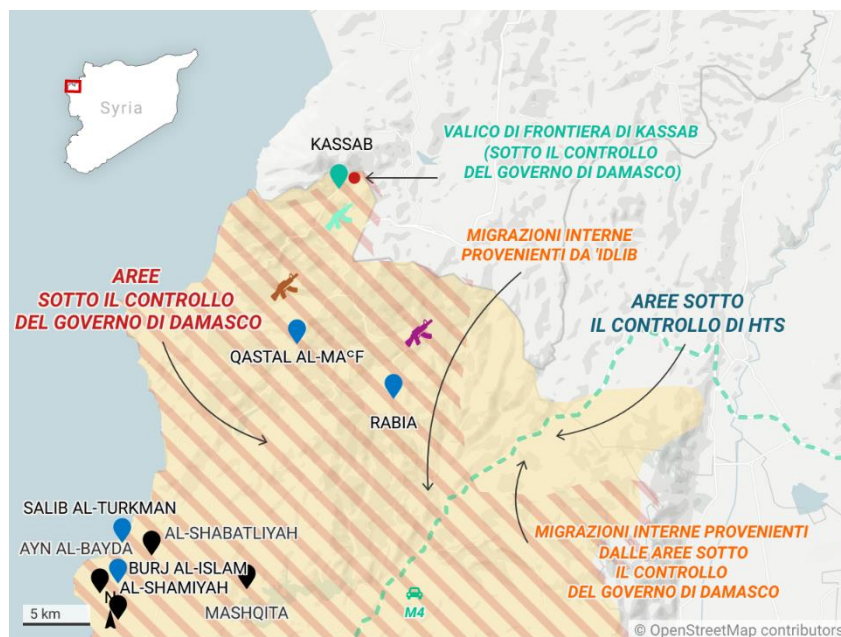 Syria
KASSAB
VALICO DI FRONTIERA DI KASSAB
(SOTTO IL CONTROLLO
DEL GOVERNO DI DAMASCO)
MIGRAZIONI INTERNE
PROVENIENTI DA 'IDLIB
AREE
SOTTO IL CONTROLLO
DEL GOVERNO DI DAMASCO
AREE SOTTO
IL CONTROLLO DI HTS
QASTAL AL-MAᶜF
RABIA
SALIB AL-TURKMAN
AL-SHABATLIYAH
AYN AL-BAYDA
BURJ AL-ISLAM
AL-SHAMIYAH
MASHQITA
MIGRAZIONI INTERNE PROVENIENTI
DALLE AREE SOTTO
IL CONTROLLO
DEL GOVERNO DI DAMASCO
N
M4
5 km
© OpenStreetMap contributors